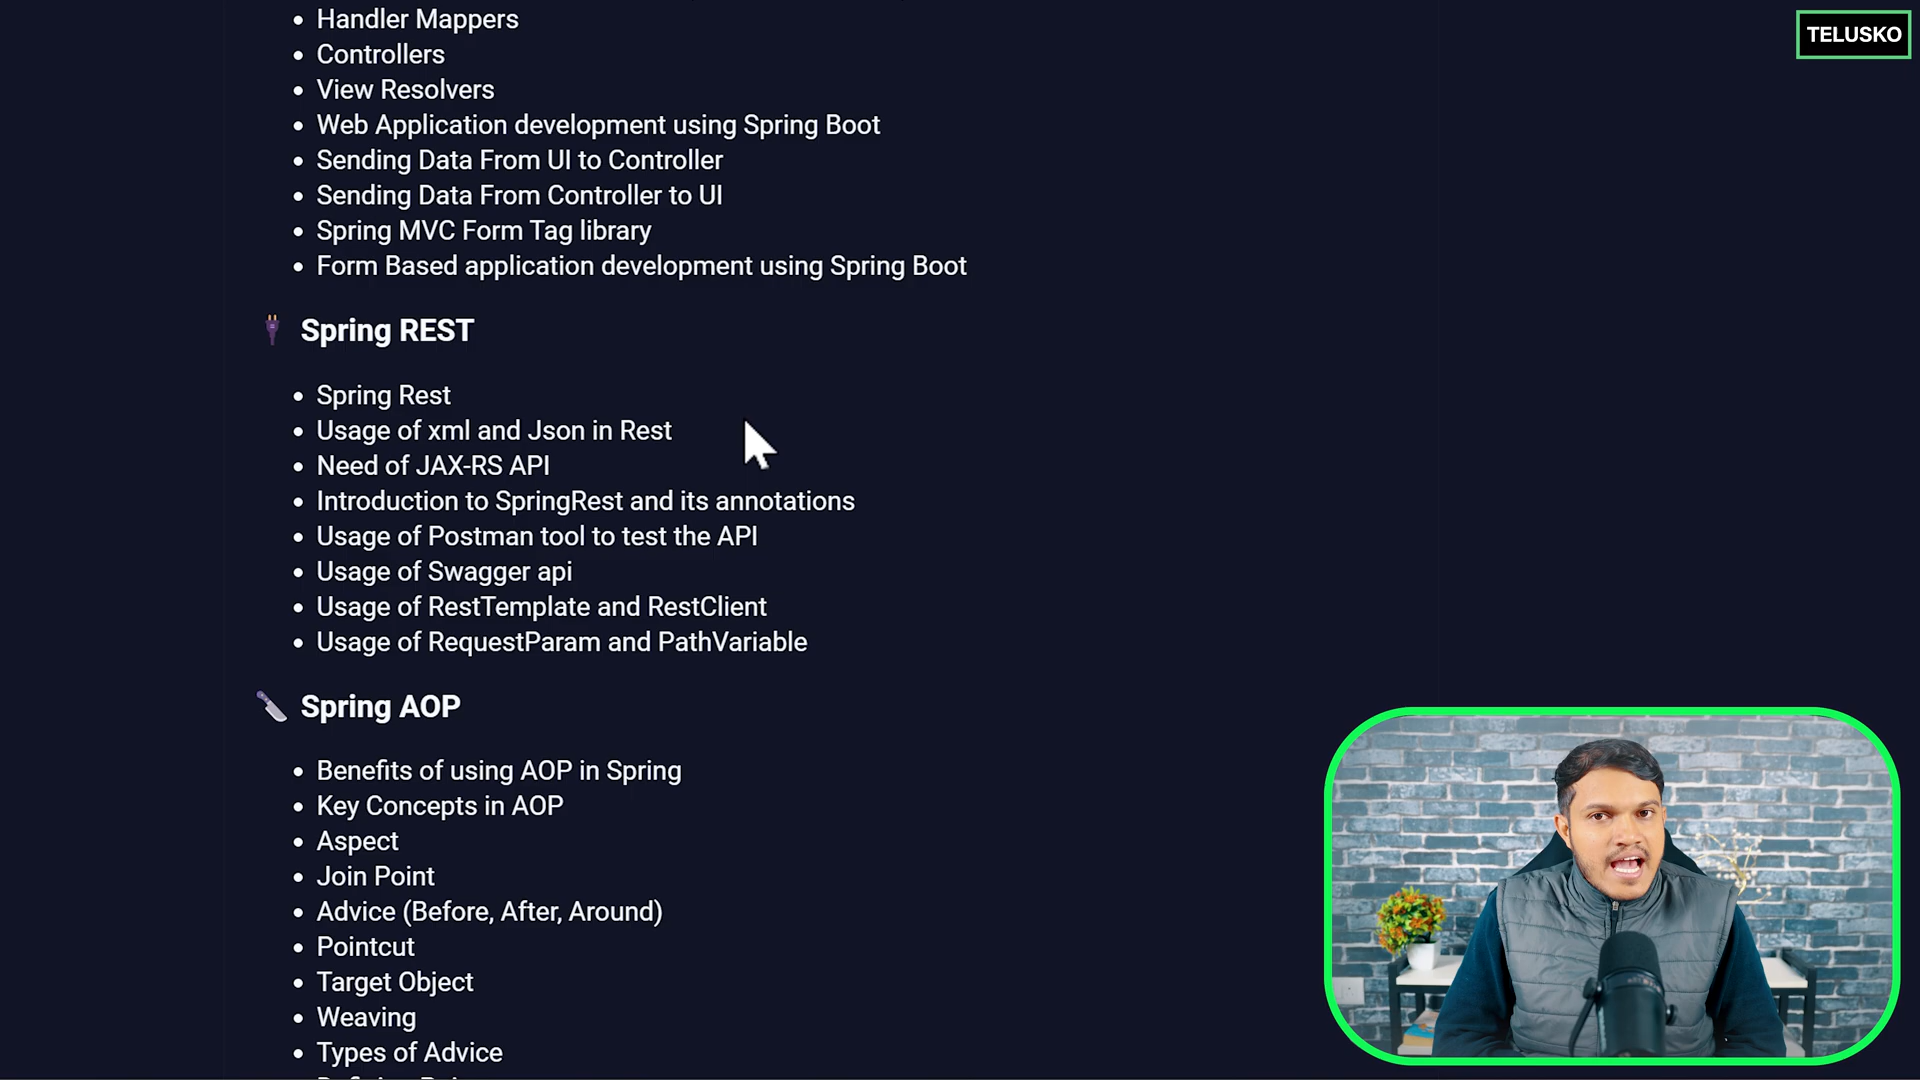 Handler Mappers
TELUSKO
Controllers
View Resolvers
Web Application development using Spring Boot
Sending Data From UI to Controller
Sending Data From Controller to UI
Spring MVC Form Tag library
Form Based application development using Spring Boot
Spring REST
Spring Rest
Usage of xml and Json in Rest
Need of JAX-RS API
Introduction to SpringRest and its annotations
Usage of Postman tool to test the API
Usage of Swagger api
Usage of RestTemplate and RestClient
Usage of RequestParam and PathVariable
Spring AOP
Benefits of using AOP in Spring
Key Concepts in AOP
Aspect
Join Point
Advice (Before, After, Around)
Pointcut
Target Object
Weaving
Types of Advice